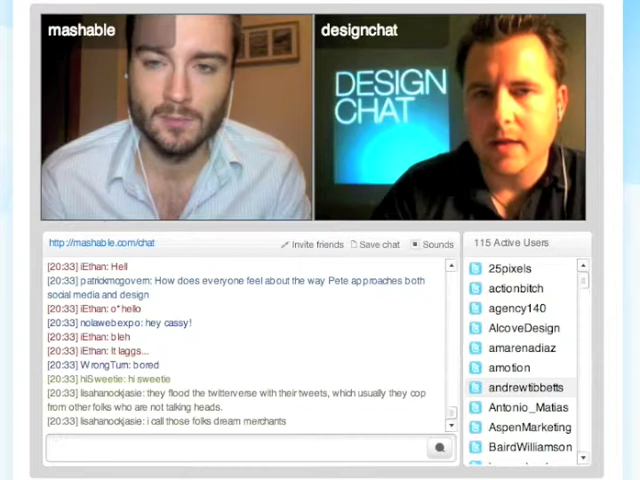 mashable
designchat
DESIGN
CHAT
http://mashable.com/chat
Invite friends
Save chat
Sounds
115 Active Users
[20:33] iEthan: Hell
[20:33] patrickmcgovern: How does everyone feel about the way Pete approaches both
social media and design
[20:33] iEthan: o*hello
[20:33] nolawebexpo: hey cassy!
[20:33] iEthan: bleh
[20:33] iEthan: It laggs...
[20:33] WrongTurn: bored
[20:33] hiSweetie: hi sweetie
[20:33] lisahanockjasie: they flood the twitterverse with their tweets, which usually they cop
from other folks who are not talking heads.
[20:33] lisahanockjasie: i call those folks dream merchants
25pixels
actionbitch
agency140
AlcoveDesign
amarenadiaz
amotion
andrewtibbetts
Antonio_Matias
AspenMarketing
BairdWilliamson